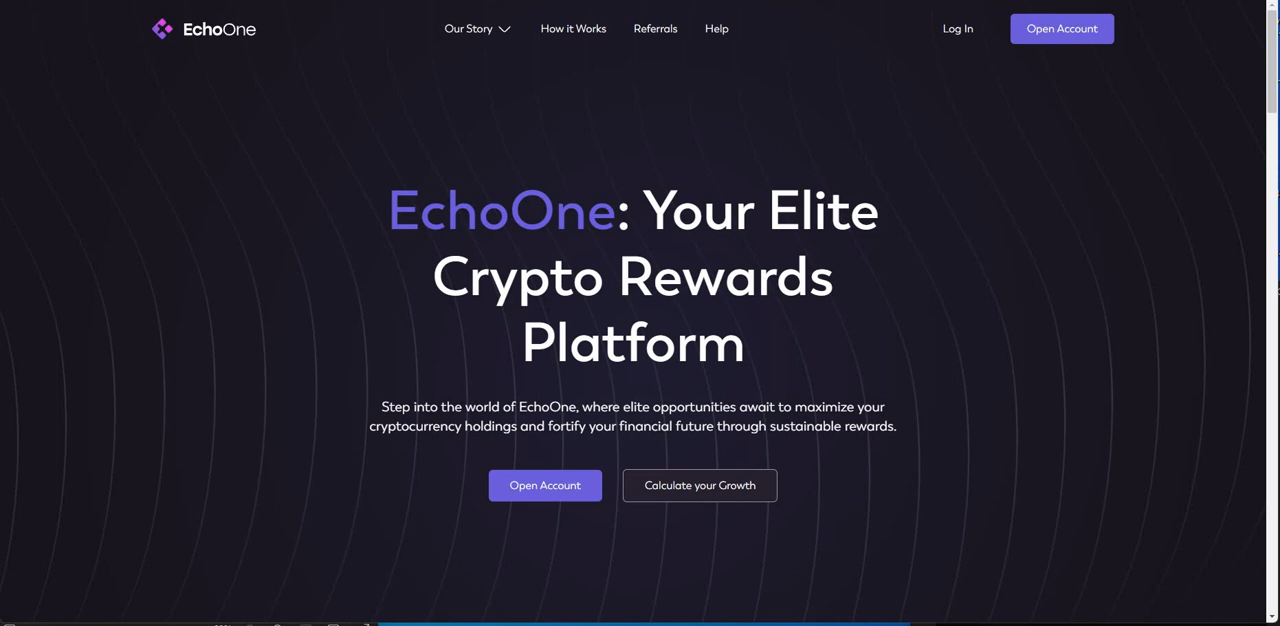 EchoOne
Our Story
How it Works
Referrals
Help
Log In
Open Account
EchoOne: Your Elite
Crypto Rewards
Platform
Step into the world of EchoOne, where elite opportunities await to maximize your
cryptocurrency holdings and fortify your financial future through sustainable rewards.
Open Account
Calculate your Growth